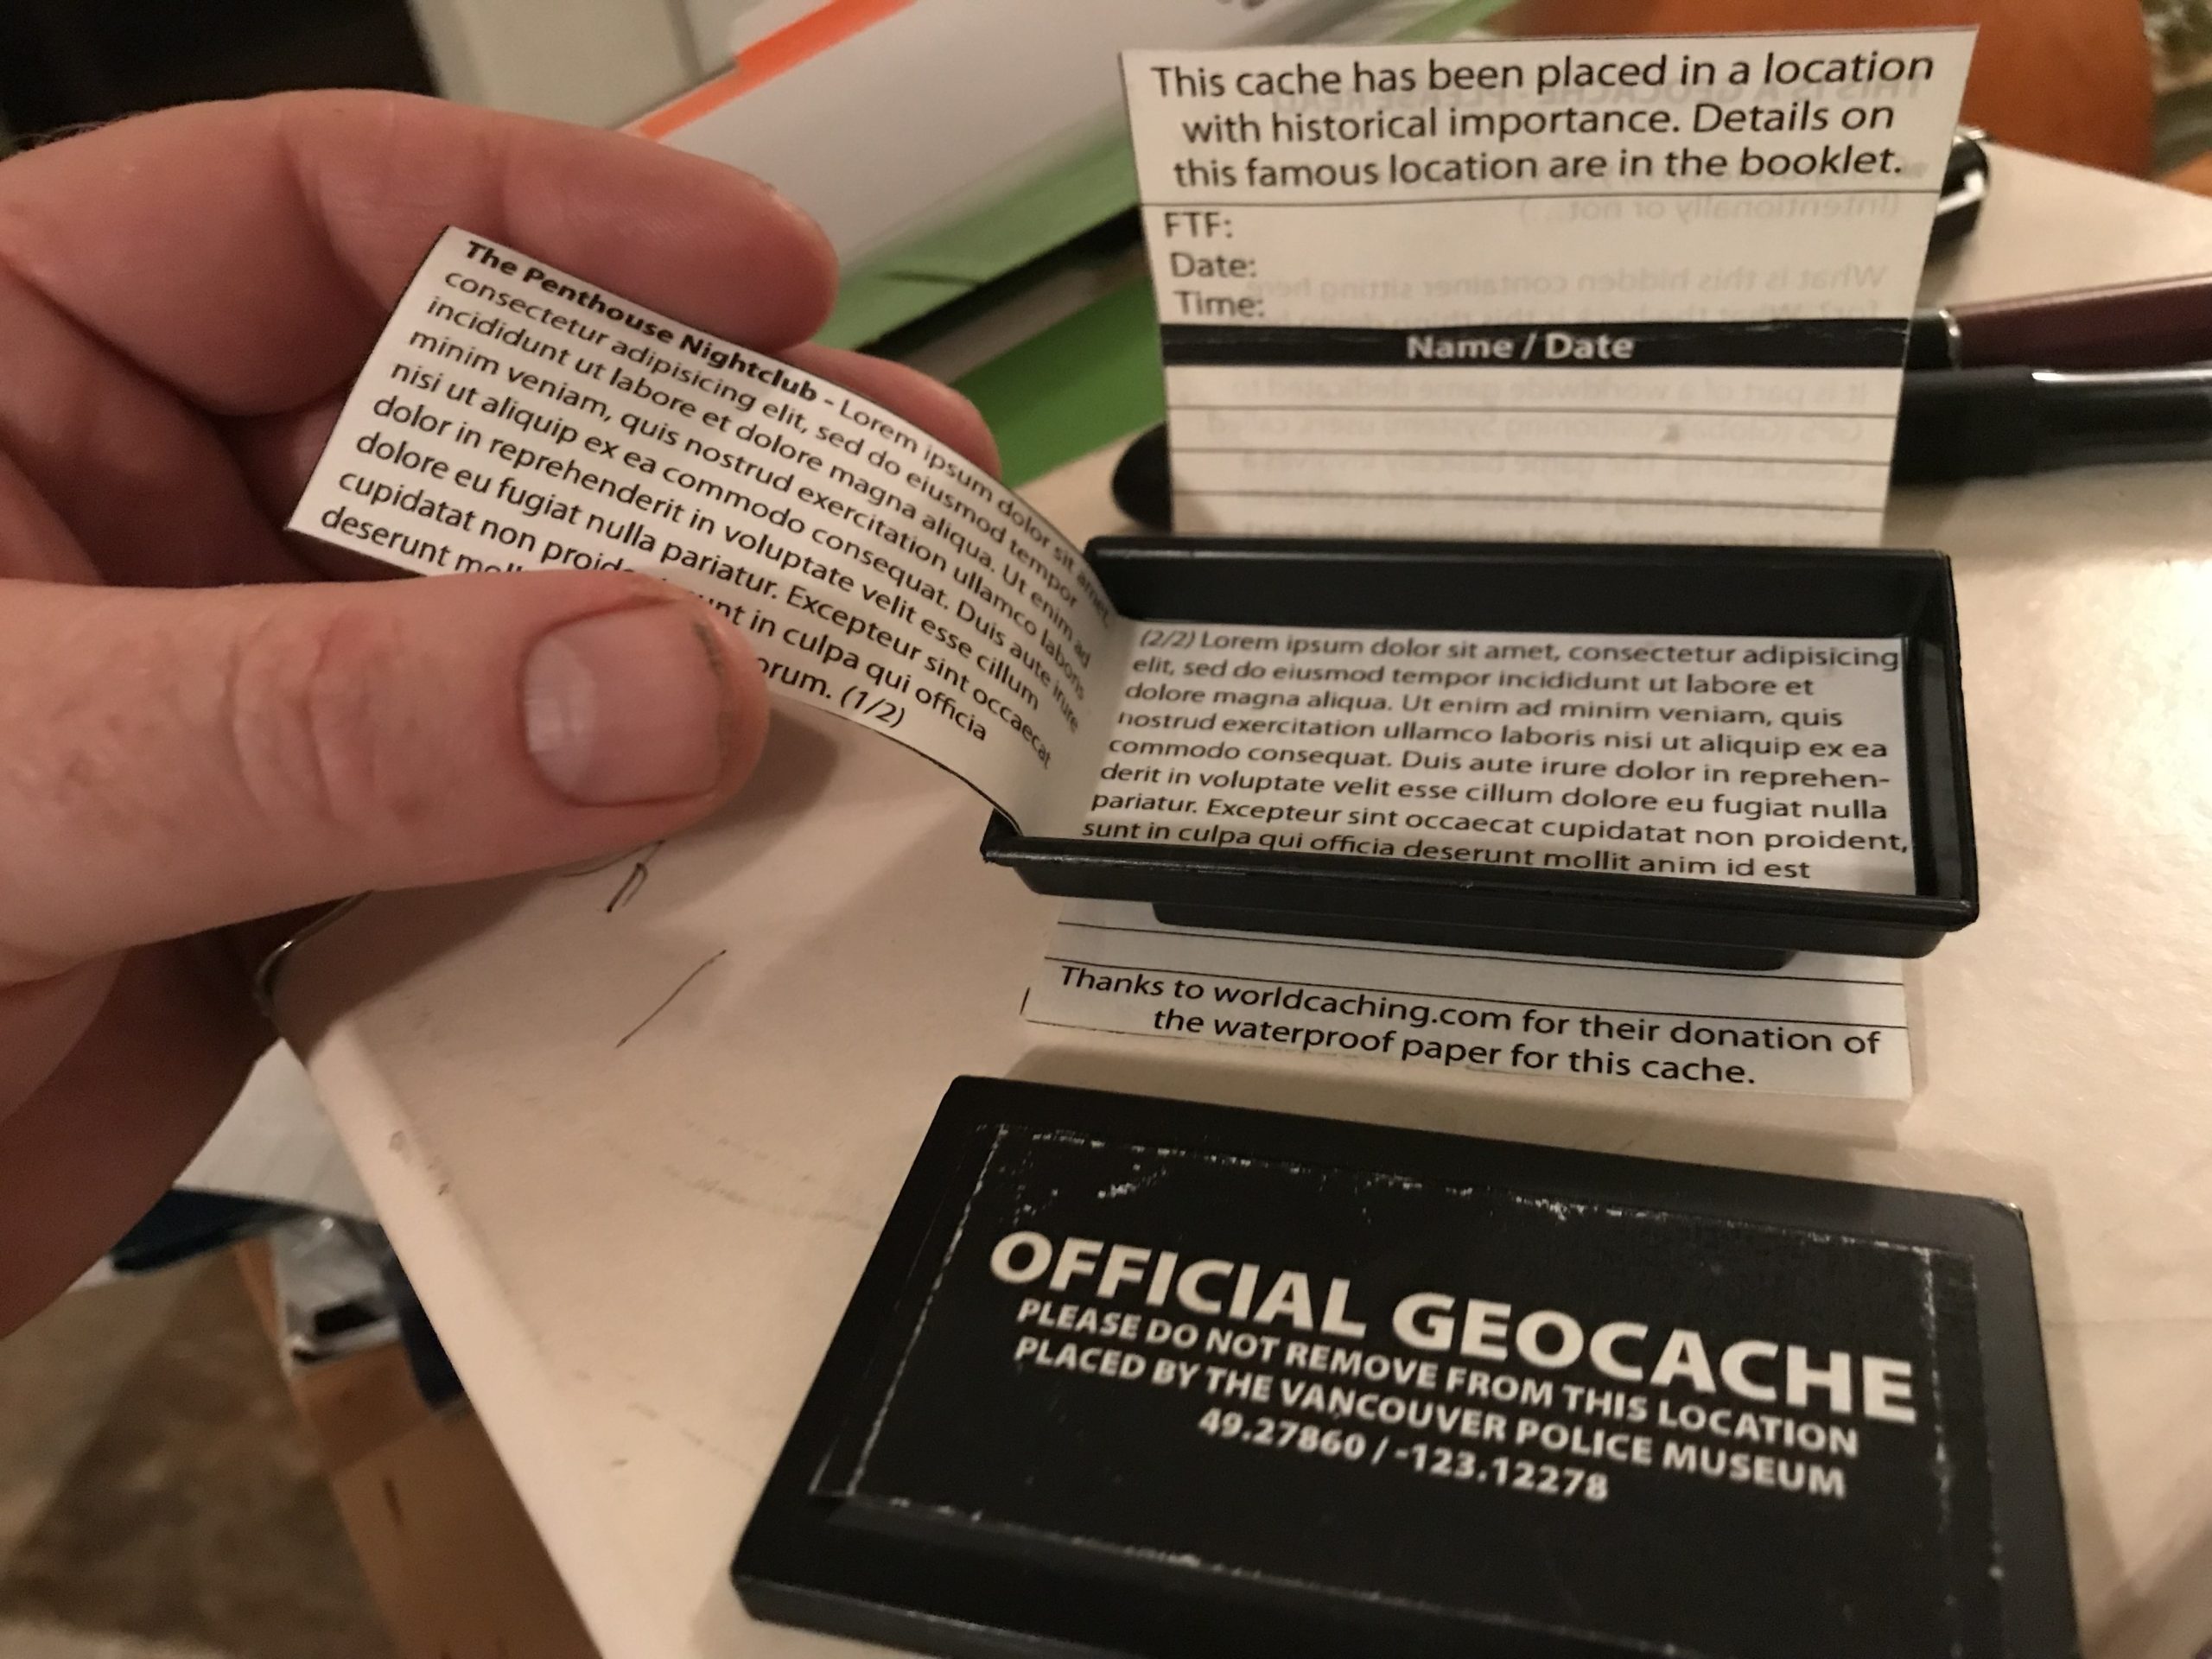 This cache has been placed in a location
with historical importance. Details on
this famous location are in the booklet.
FTF:
Date:
Time:
Name / Date
The Penthouse Nightclub - Lorem ipsum dolor sit amet,
consectetur adipisicing elit, sed do eiusmod tempor
incididunt ut labore et dolore magna aliqua. Ut enim ad
minim veniam, quis nostrud exercitation ullamco laboris
nisi ut aliquip ex ea commodo consequat. Duis aute irure
dolor in reprehenderit in voluptate velit esse cillum
dolore eu fugiat nulla pariatur. Excepteur sint occaecat
cupidatat non in culpa qui officia
deserunt (1/2)
(2/2) Lorem ipsum dolor sit amet, consectetur adipisicing
elit, sed do eiusmod tempor incididunt ut labore et
dolore magna aliqua. Ut enim ad minim veniam, quis
nostrud exercitation ullamco laboris nisi ut aliquip ex ea
commodo consequat. Duis aute irure dolor in reprehen-
derit in voluptate velit esse cillum dolore eu fugiat nulla
pariatur. Excepteur sint occaecat cupidatat non proident,
sunt in culpa qui officia deserunt mollit anim id est
Thanks to worldcaching.com for their donation of
the waterproof paper for this cache.
OFFICIAL GEOCACHE
PLEASE DO NOT REMOVE FROM THIS LOCATION
PLACED BY THE VANCOUVER POLICE MUSEUM
49.27860 / -123.12278